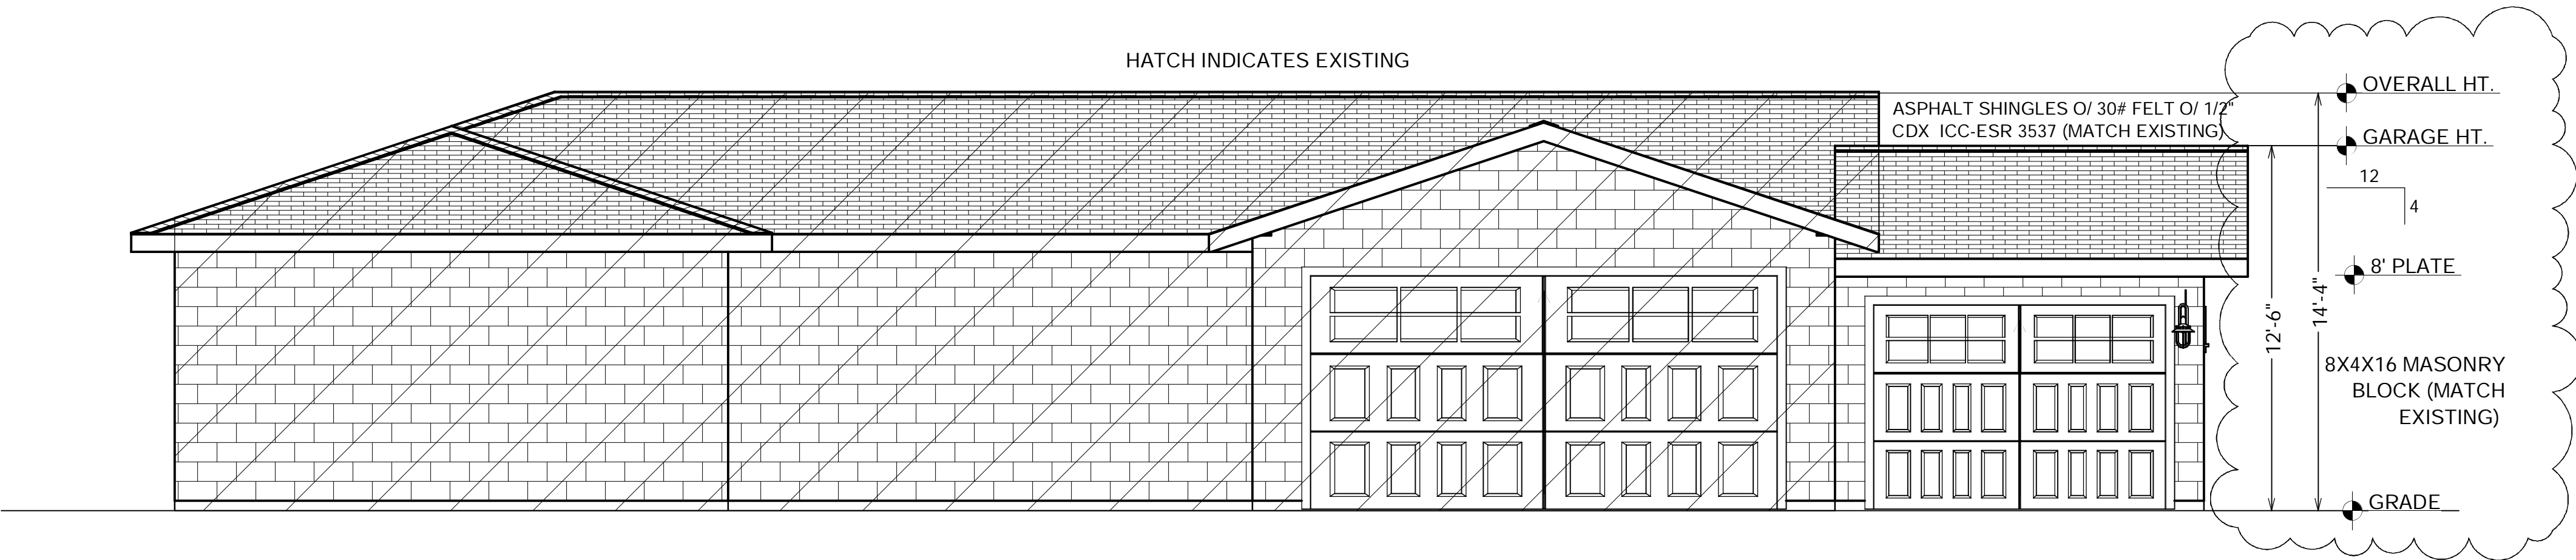 HATCH INDICATES EXISTING
OVERALL HT.
ASPHALT SHINGLES O/ 30# FELT O/ 1/2"
CDX ICC-ESR 3537 (MATCH EXISTING)
GARAGE HT.
12
4
8' PLATE
12'-6"
14'-4"
8X4X16 MASONRY
BLOCK (MATCH
EXISTING)
GRADE